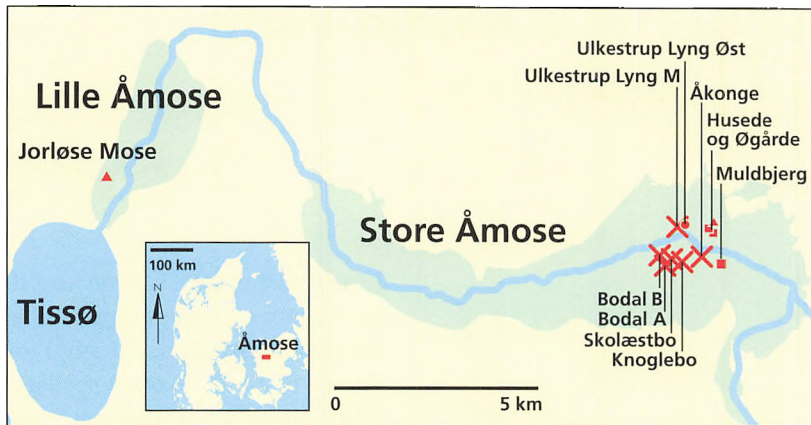 Ulkestrup Lyng Øst
Ulkestrup Lyng M
Åkonge
Husede
og Øgårde
Muldbjerg
Lille Åmose
Jorløse Mose
Store Åmose
Tissø
100 km
N
Åmose
Bodal B
Bodal A
Skolæstbo
Knoglebo
0
5 km